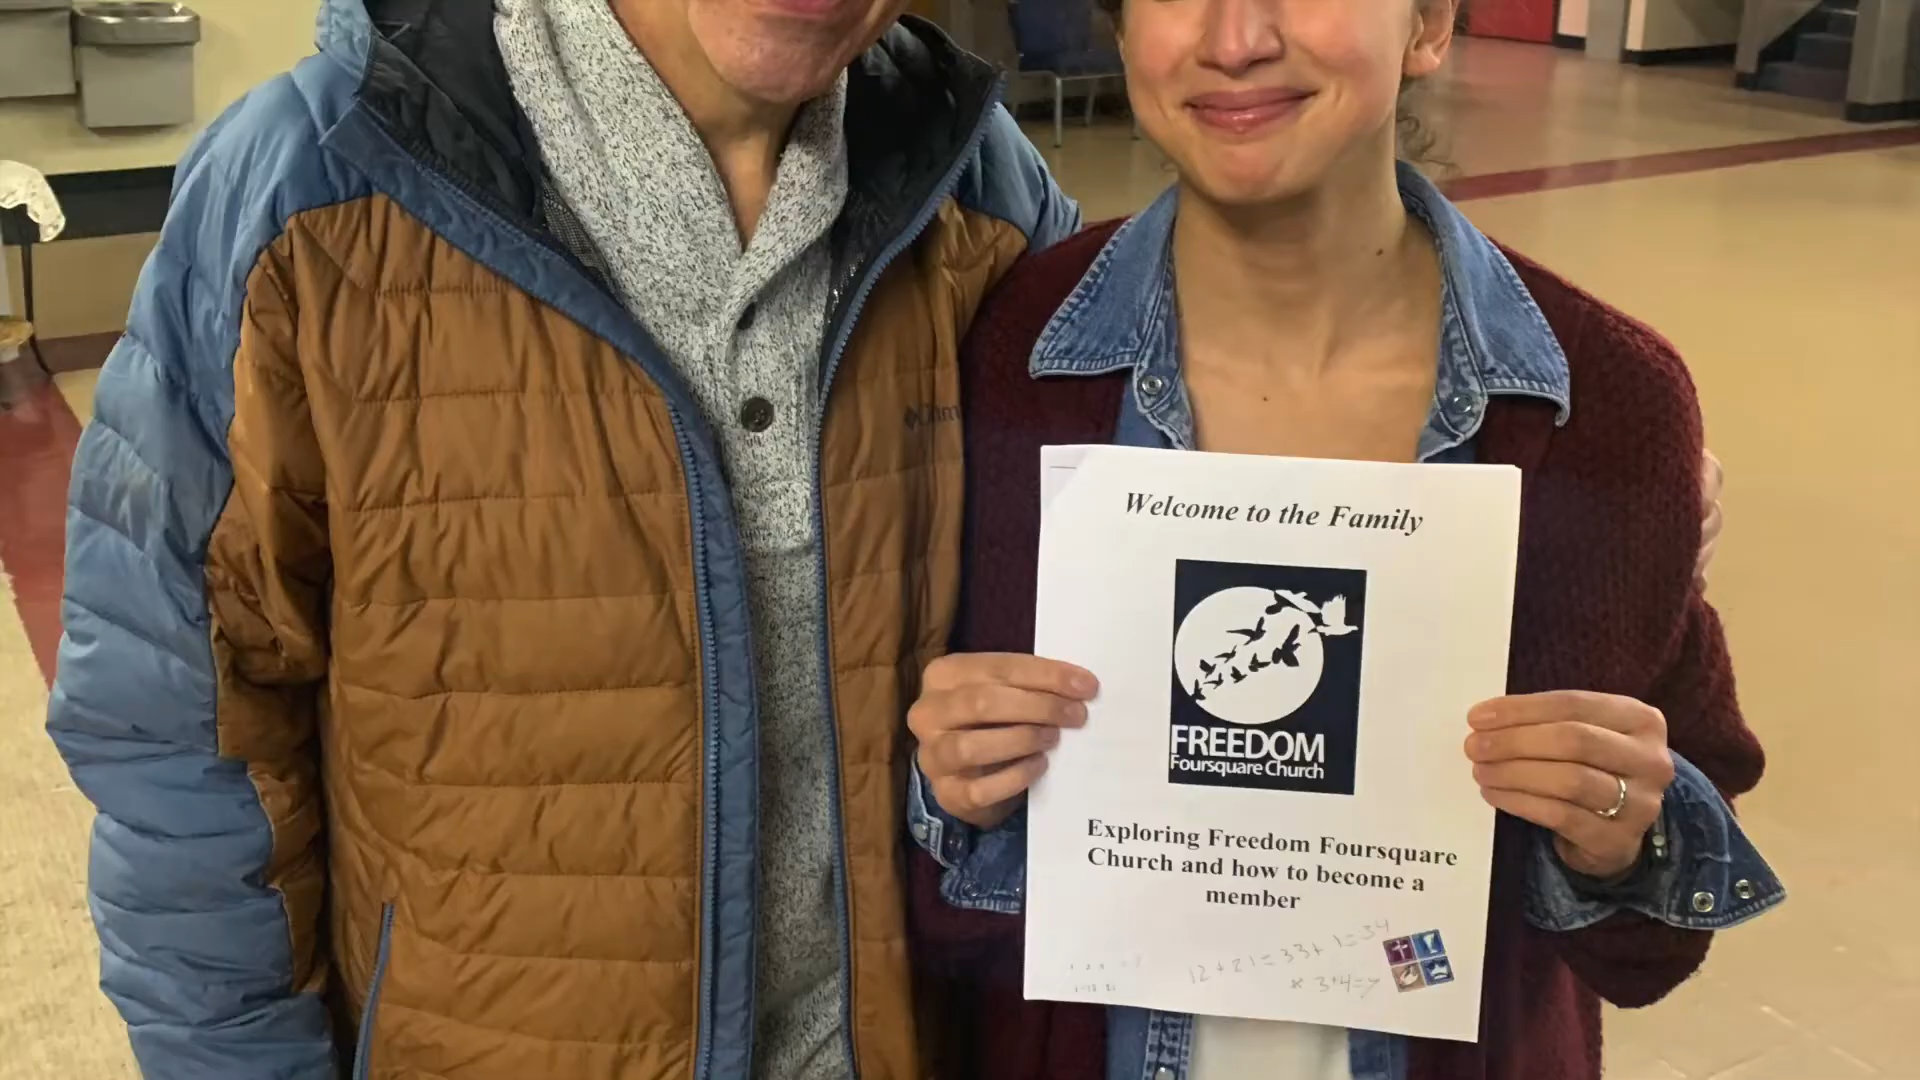 Welcome to the Family
FREEDOM
Foursquare Church
Exploring Freedom Foursquare
Church and how to become a
member
12+21=33+1=34
* 3+4=7